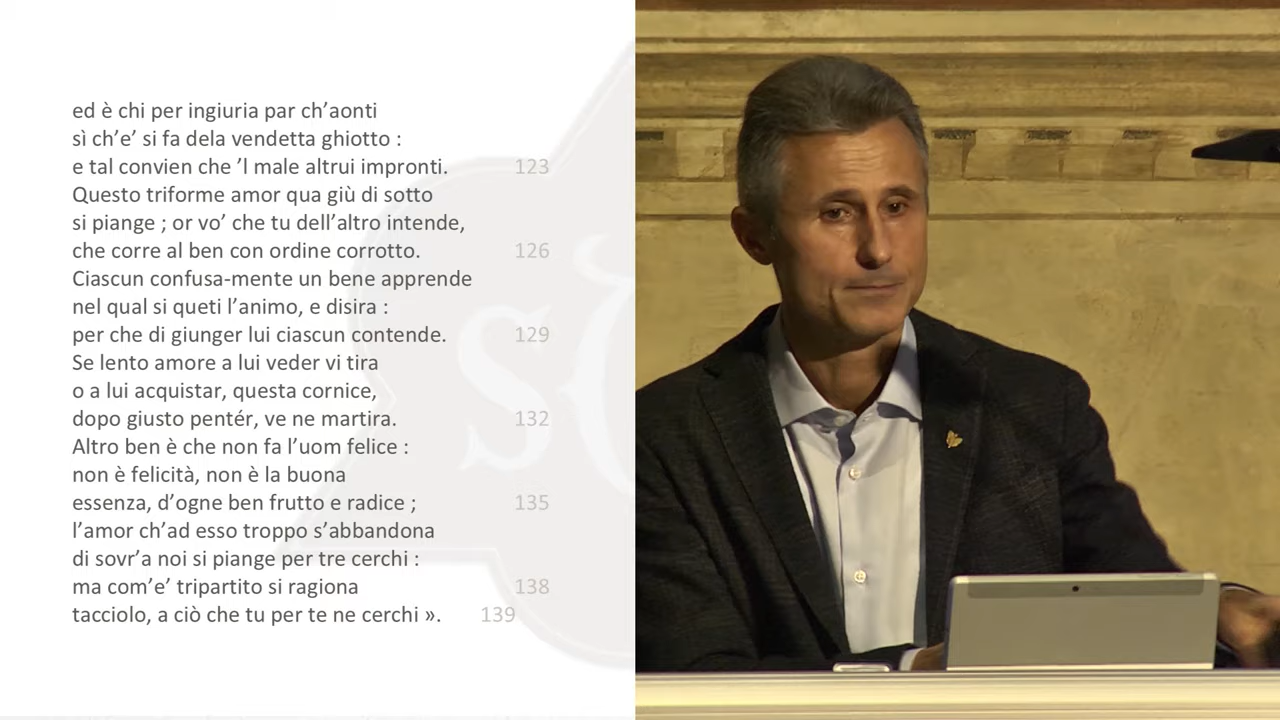 ed è chi per ingiuria par ch’aonti
sì ch’e’ si fa dela vendetta ghiotto :
e tal convien che ’l male altrui impronti. 123
Questo triforme amor qua giù di sotto
si piange ; or vo’ che tu dell’altro intende,
che corre al ben con ordine corrotto. 126
Ciascun confusa-mente un bene apprende
nel qual si queti l’animo, e disira :
per che di giunger lui ciascun contende. 129
Se lento amore a lui veder vi tira
o a lui acquistar, questa cornice,
dopo giusto pentér, ve ne martira. 132
Altro ben è che non fa l’uom felice :
non è felicità, non è la buona
essenza, d’ogne ben frutto e radice ; 135
l’amor ch’ad esso troppo s’abbandona
di sovr’a noi si piange per tre cerchi :
ma com’e’ tripartito si ragiona 138
tacciolo, a ciò che tu per te ne cerchi ». 139